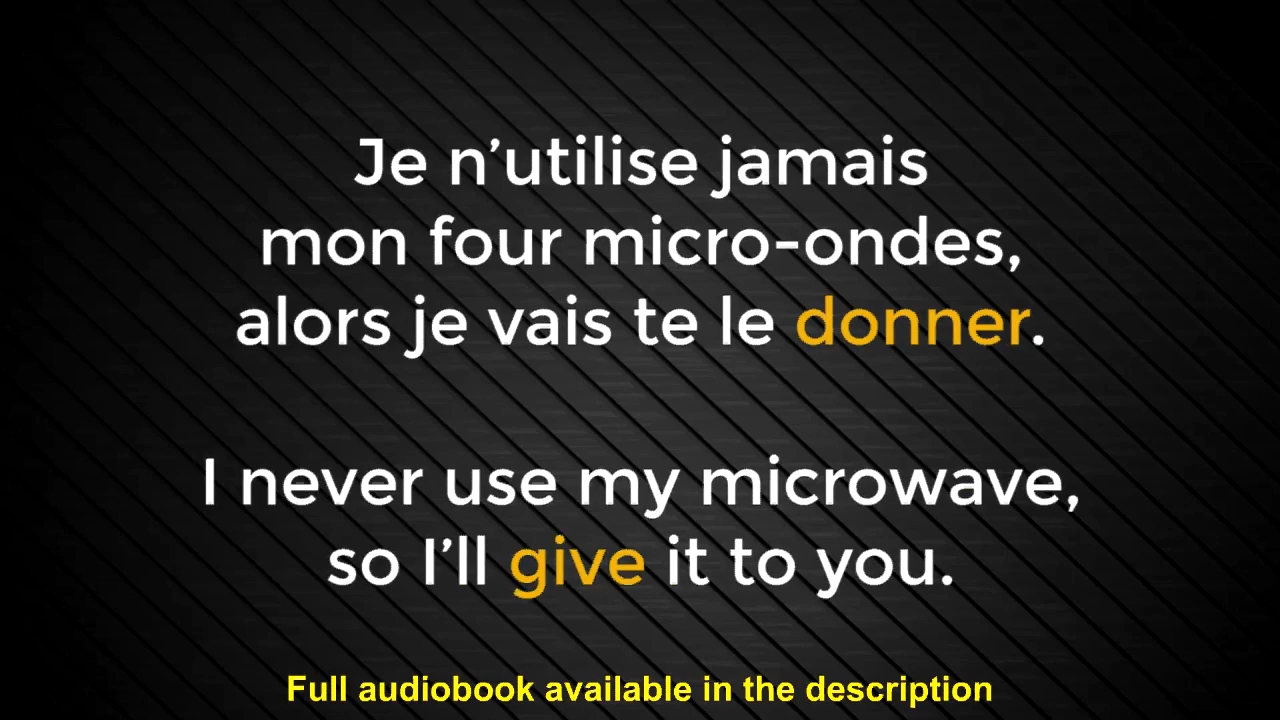 Je n’utilise jamais
mon four micro-ondes,
alors je vais te le donner.
I never use my microwave,
so I’ll give it to you.
Full audiobook available in the description